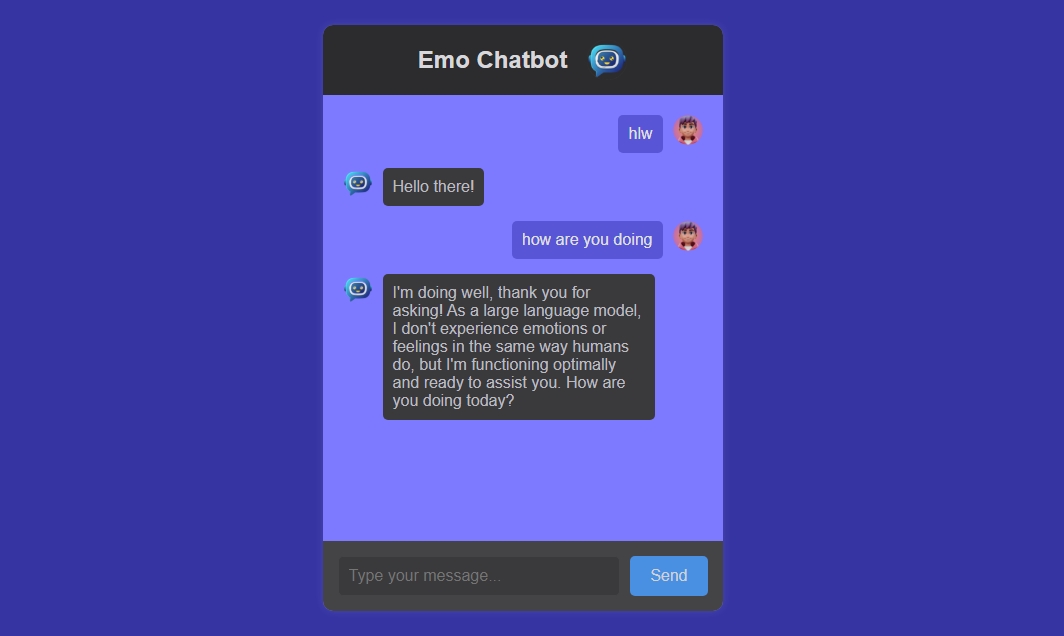 Emo Chatbot
hlw
Hello there!
how are you doing
I'm doing well, thank you for
asking! As a large language model,
I don't experience emotions or
feelings in the same way humans
do, but I'm functioning optimally
and ready to assist you. How are
you doing today?
Type your message...
Send